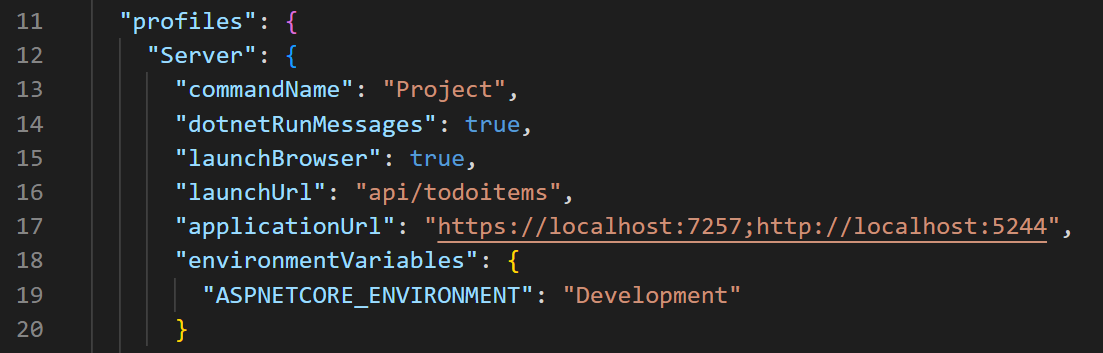 11 "profiles": {
12 "Server": {
13 "commandName": "Project",
14 "dotnetRunMessages": true,
15 "launchBrowser": true,
16 "launchUrl": "api/todoitems",
17 "applicationUrl": "https://localhost:7257;http://localhost:5244",
18 "environmentVariables": {
19 "ASPNETCORE_ENVIRONMENT": "Development"
20 }